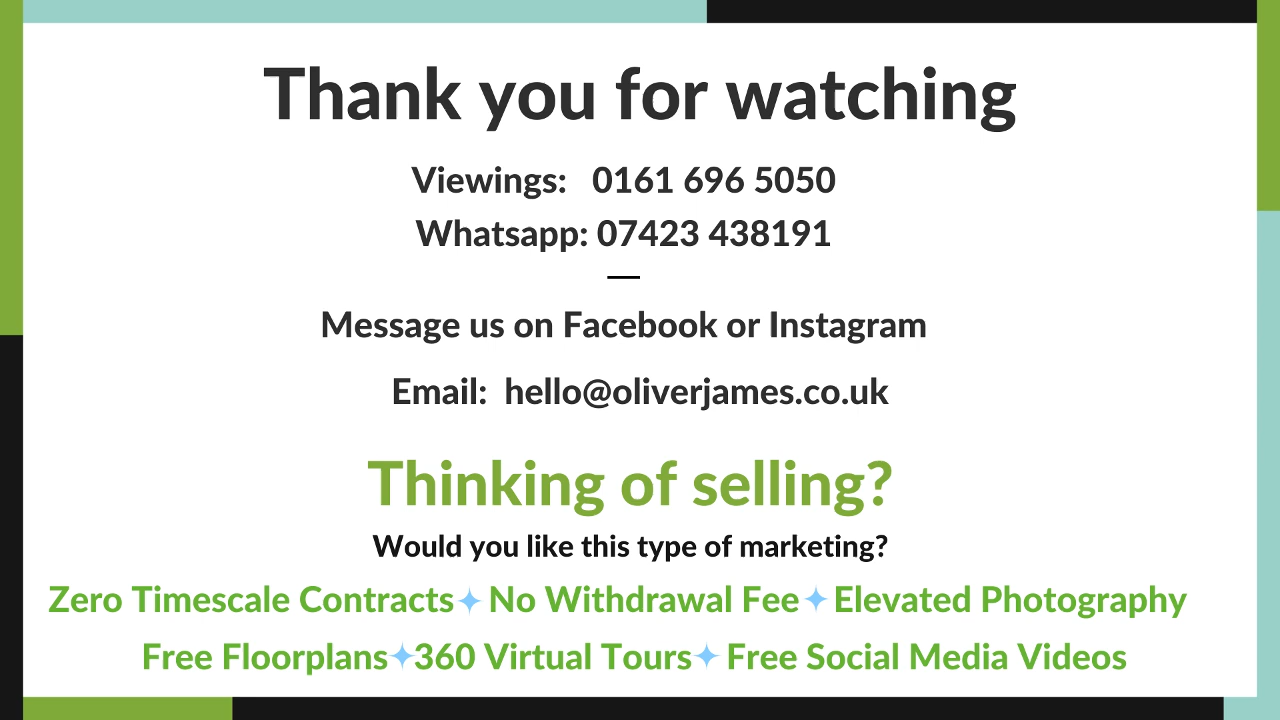 Thank you for watching
Viewings: 0161 696 5050
Whatsapp: 07423 438191
—
Message us on Facebook or Instagram
Email: hello@oliverjames.co.uk
Thinking of selling?
Would you like this type of marketing?
Zero Timescale Contracts✦ No Withdrawal Fee✦Elevated Photography
Free Floorplans✦360 Virtual Tours✦ Free Social Media Videos